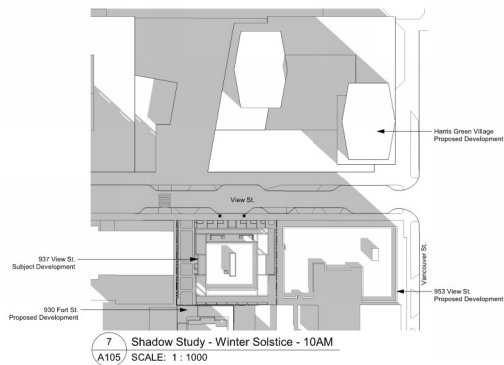 Hants Green Village
Proposed Development
View St.
937 View St.
Subject Development
Vancouver St.
953 View St.
Proposed Development
930 Fort St.
Proposed Development
7
Shadow Study - Winter Solstice - 10AM
A105
SCALE: 1 : 1000